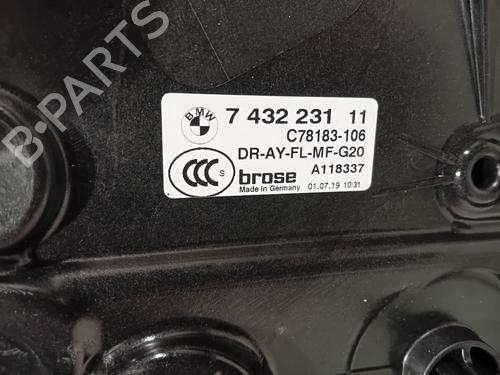 BMW
7 432 231 11
C78183-106
DR-AY-FL-MF-G20
CCC S
brose
A118337
Made in Germany
01.07.19 10:31
B-PARTS
B-PARTS